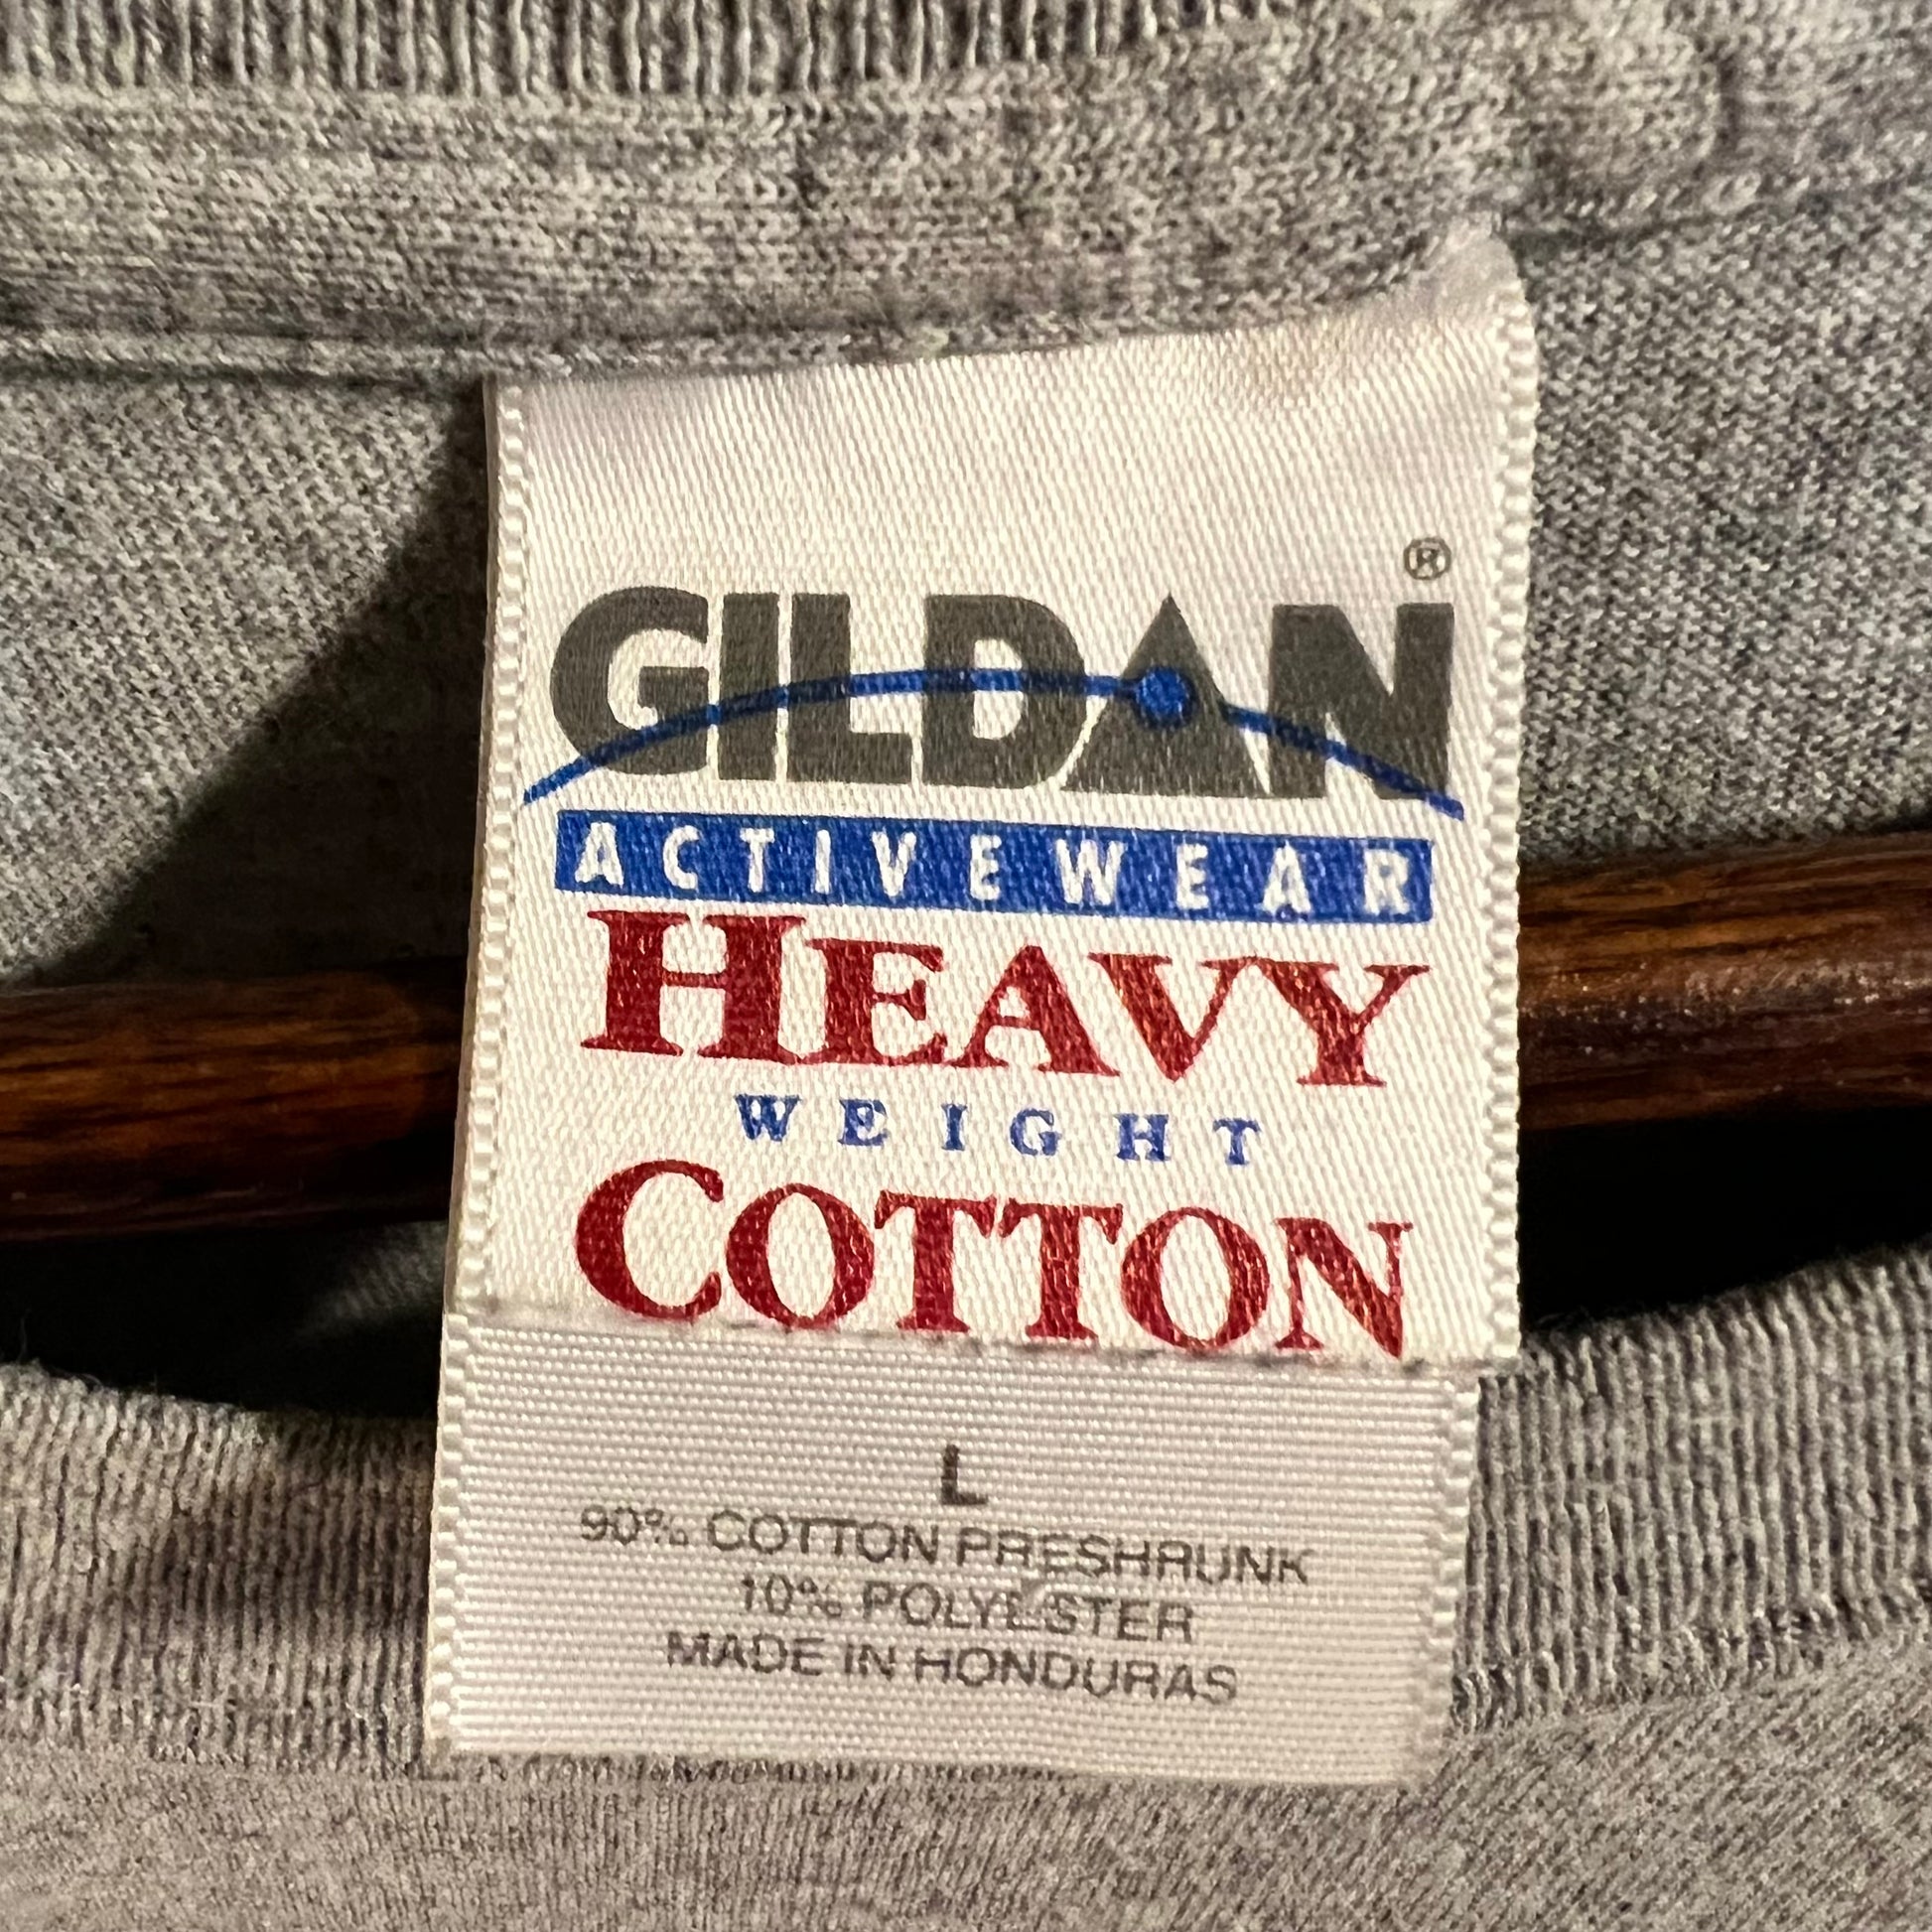 GILDAN®
ACTIVEWEAR
HEAVY
WEIGHT
COTTON
L
90% COTTON PRESHRUNK
10% POLYESTER
MADE IN HONDURAS